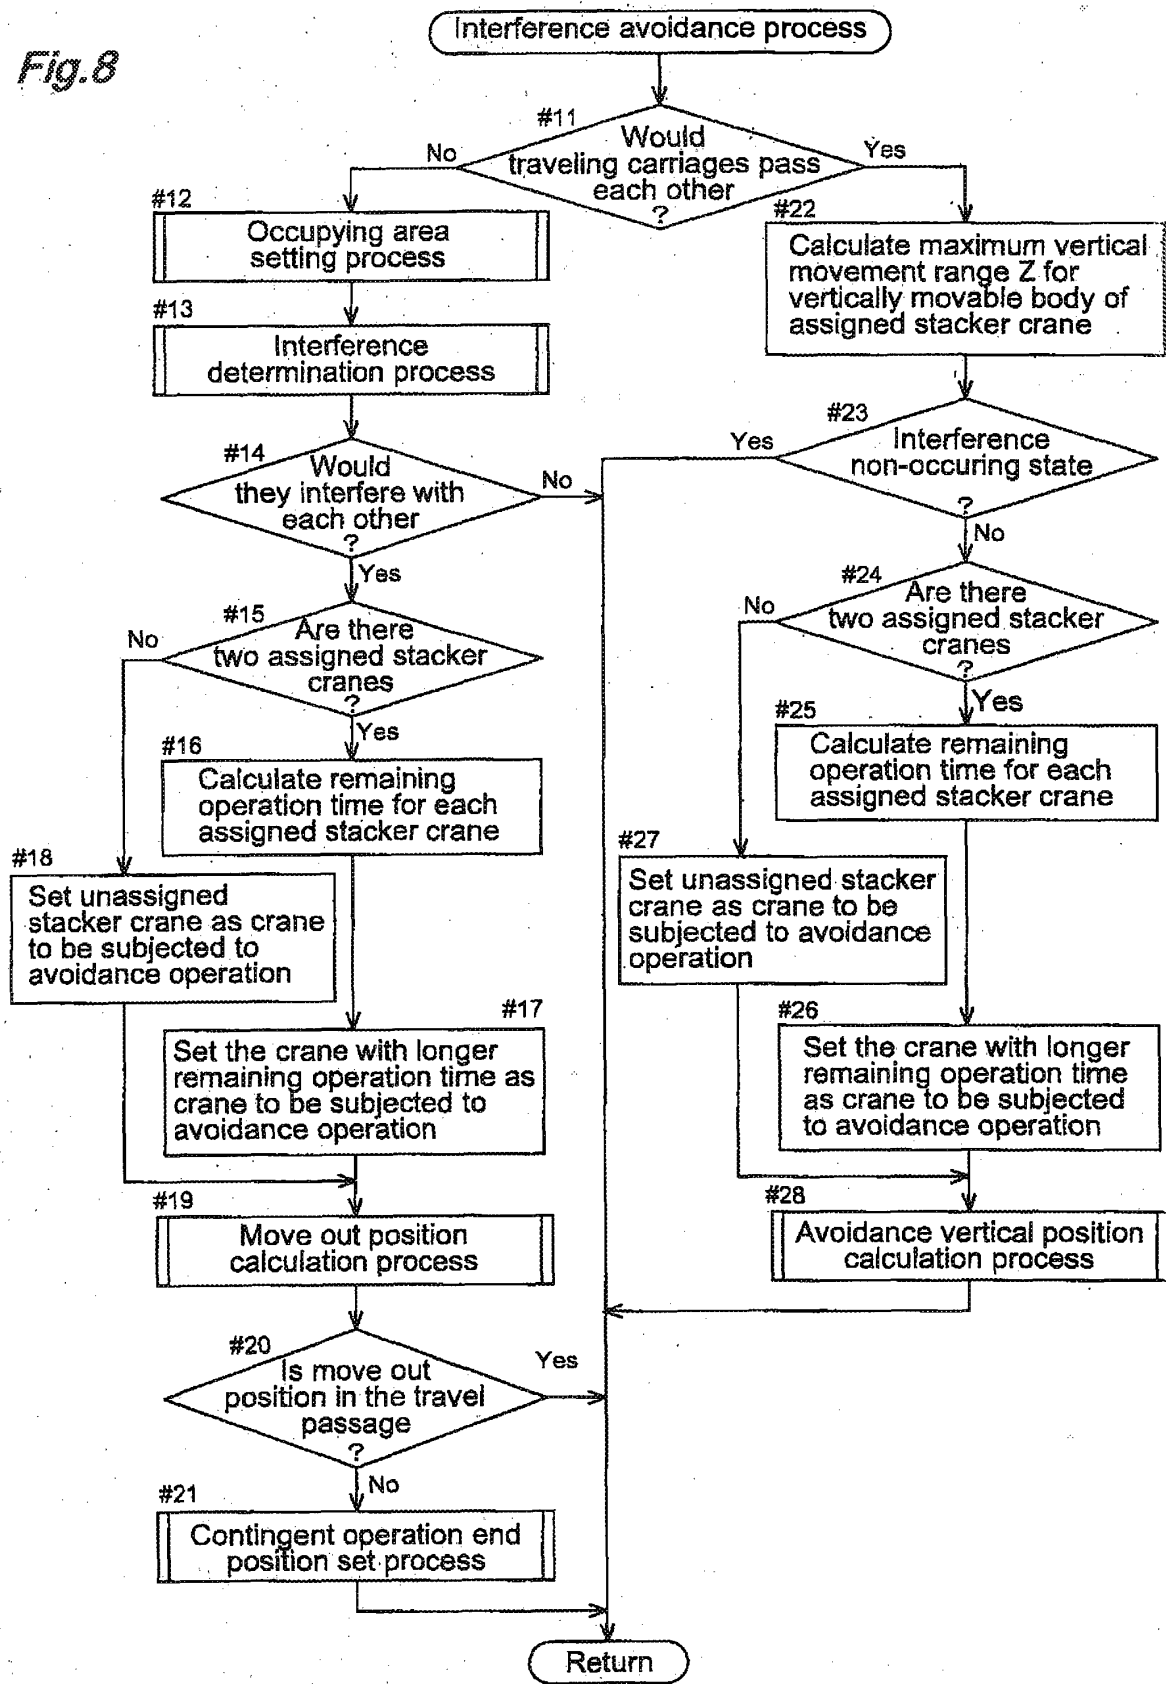 Fig.8
Interference avoidance process
#11
Would
traveling carriages pass
each other
?
No
Yes
#12
Occupying area
setting process
#13
Interference
determination process
#14
Would
they interfere with
each other
?
No
Yes
#15
Are there
two assigned stacker
cranes
?
No
Yes
#16
Calculate remaining
operation time for each
assigned stacker crane
#18
Set unassigned
stacker crane as crane
to be subjected to
avoidance operation
#17
Set the crane with longer
remaining operation time as
crane to be subjected to
avoidance operation
#19
Move out position
calculation process
#20
Is move out
position in the travel
passage
?
Yes
No
#21
Contingent operation end
position set process
#22
Calculate maximum vertical
movement range Z for
vertically movable body of
assigned stacker crane
#23
Interference
non-occuring state
?
Yes
No
#24
Are there
two assigned stacker
cranes
?
No
Yes
#25
Calculate remaining
operation time for each
assigned stacker crane
#27
Set unassigned stacker
crane as crane to be
subjected to avoidance
operation
#26
Set the crane with longer
remaining operation time
as crane to be subjected
to avoidance operation
#28
Avoidance vertical position
calculation process
Return